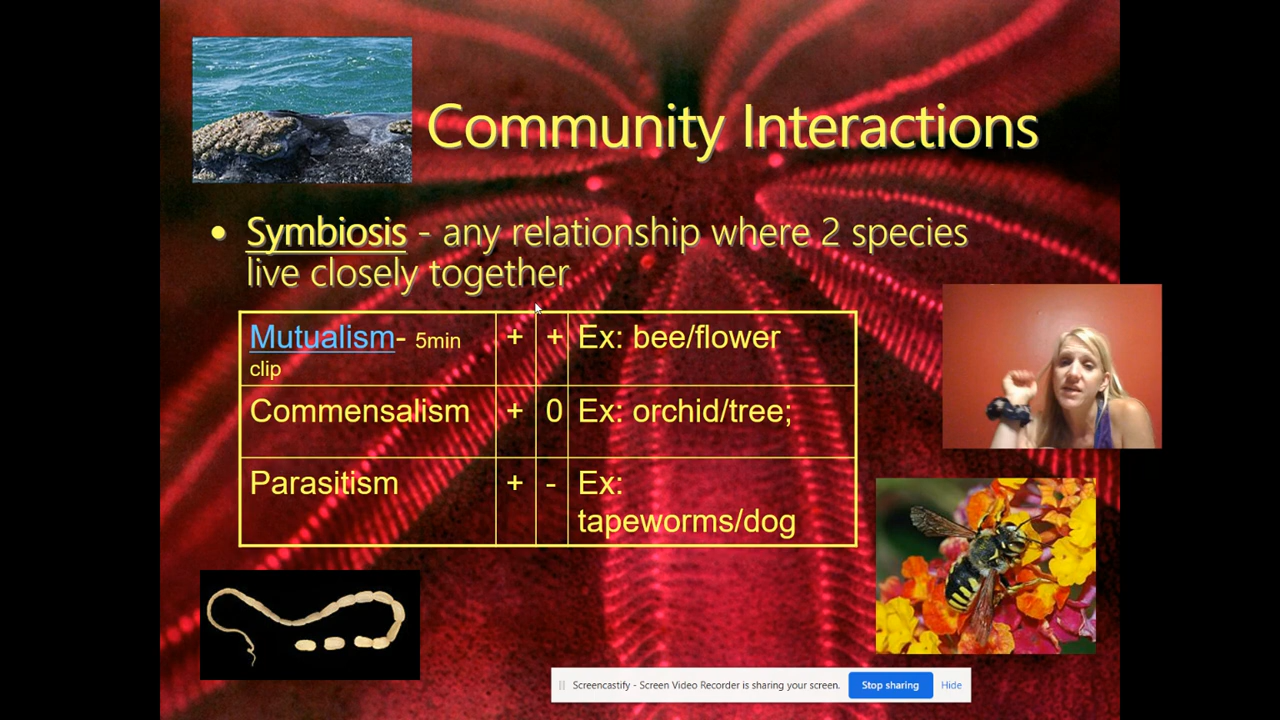 Community Interactions
• Symbiosis - any relationship where 2 species
live closely together
Mutualism- 5min + + Ex: bee/flower
clip
Commensalism + 0 Ex: orchid/tree;
Parasitism + - Ex:
tapeworms/dog
Screencastify - Screen Video Recorder is sharing your screen. Stop sharing Hide